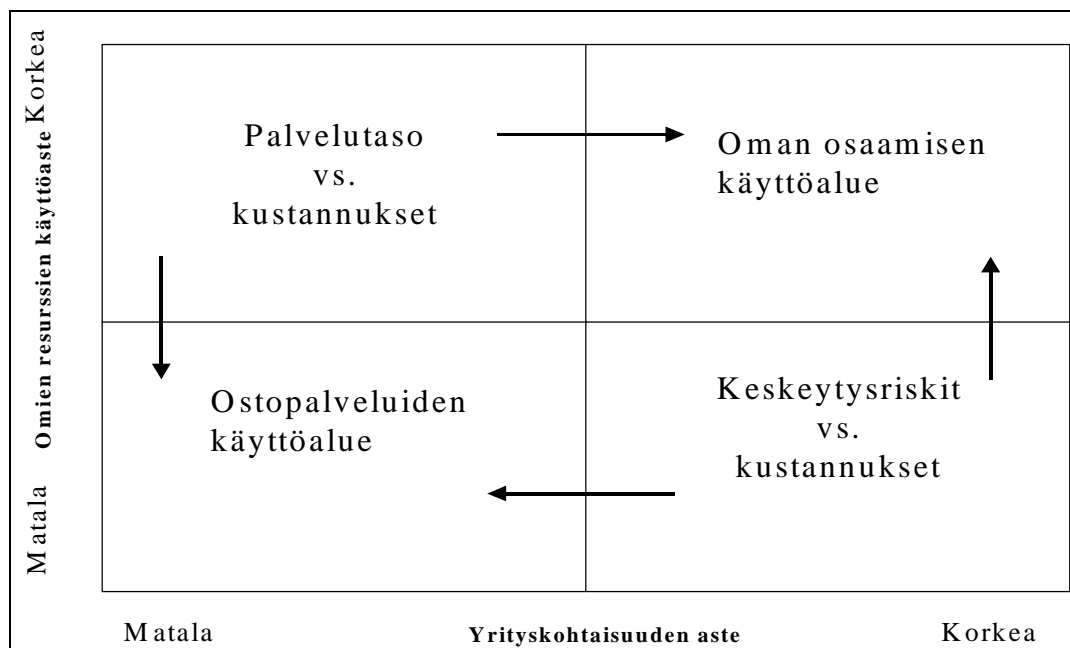 Korkea
Omien resurssien käyttöaste
Matala
Palvelutaso
vs.
kustannukset
Oman osaamisen
käyttöalue
Ostopalveluiden
käyttöalue
Keskeytysriskit
vs.
kustannukset
Matala
Yrityskohtaisuuden aste
Korkea